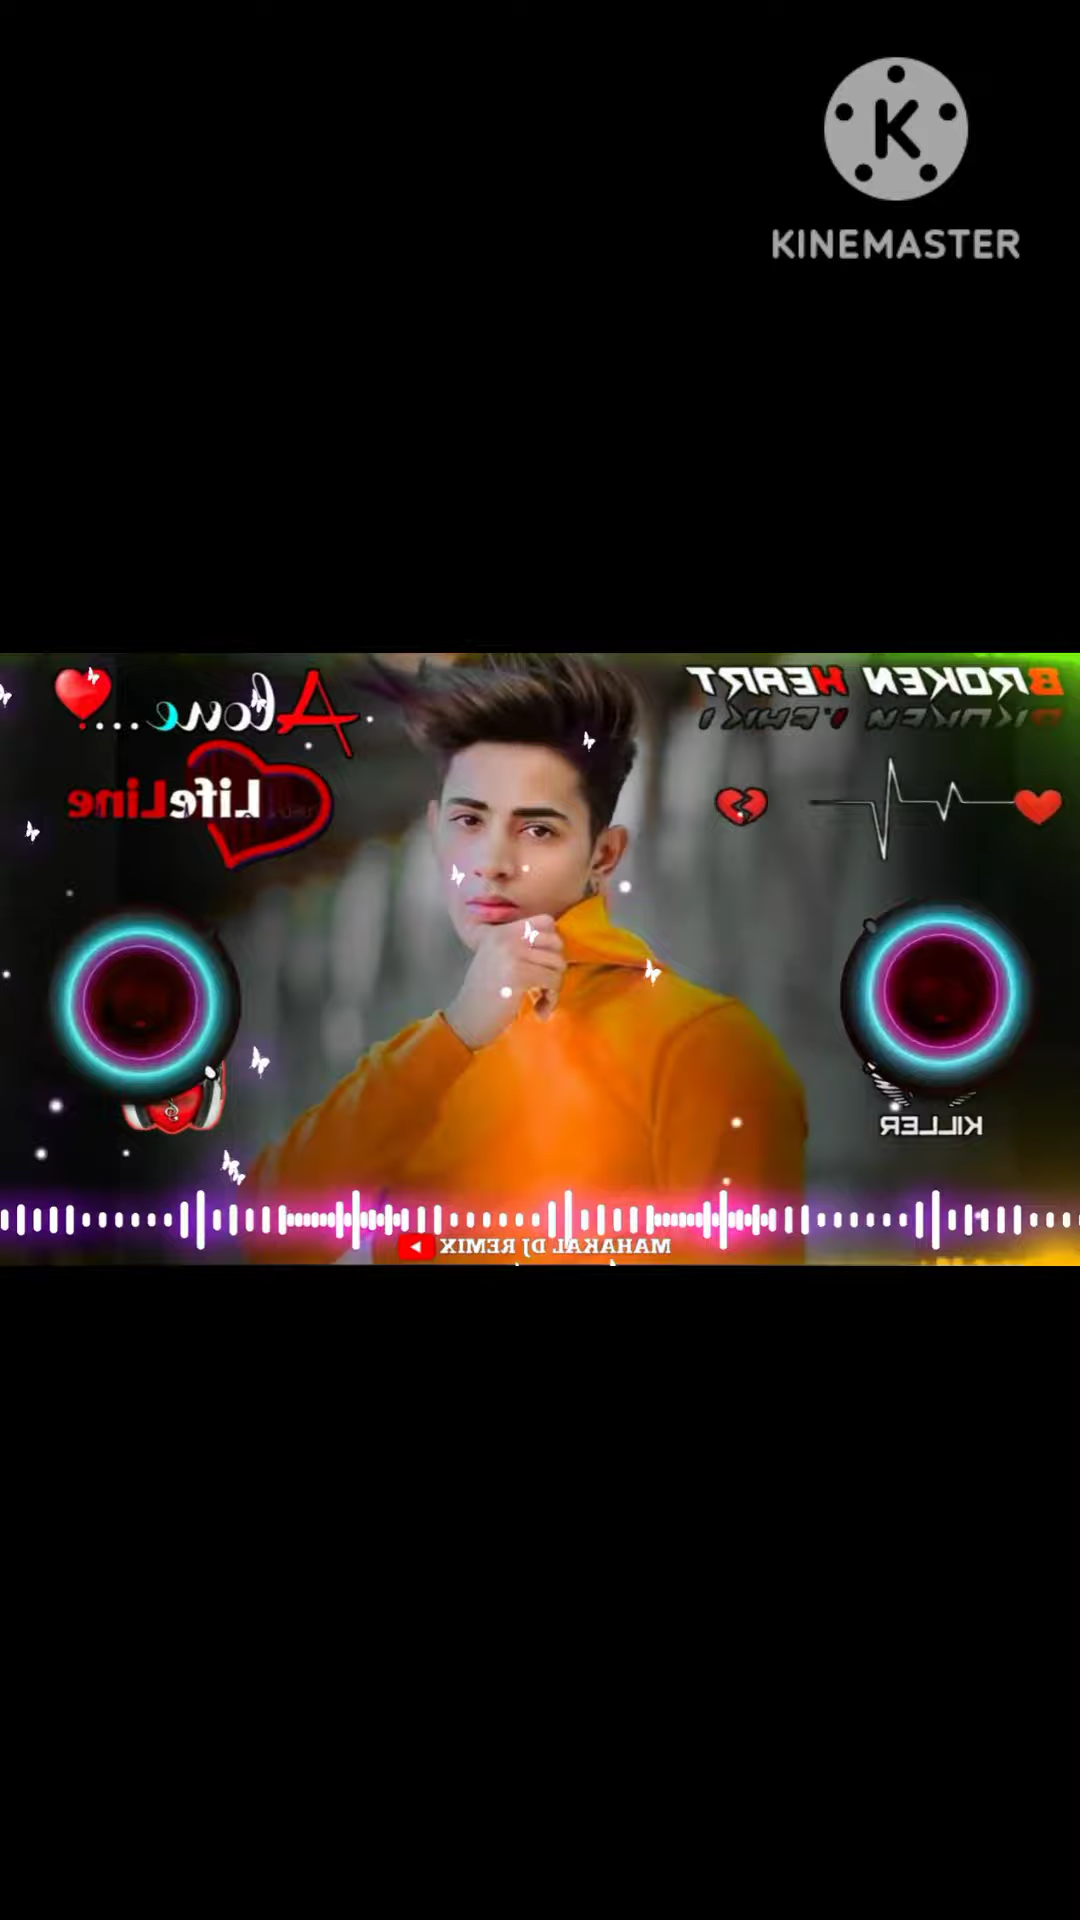 KINEMASTER
Alone....
BROKEN HEART
LifeLine
KILLER
MAHAKAL DJ REMIX